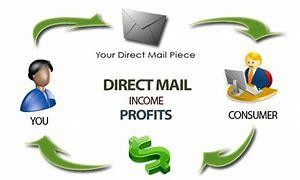 Your Direct Mail Piece
DIRECT MAIL
INCOME
PROFITS
YOU
CONSUMER
$